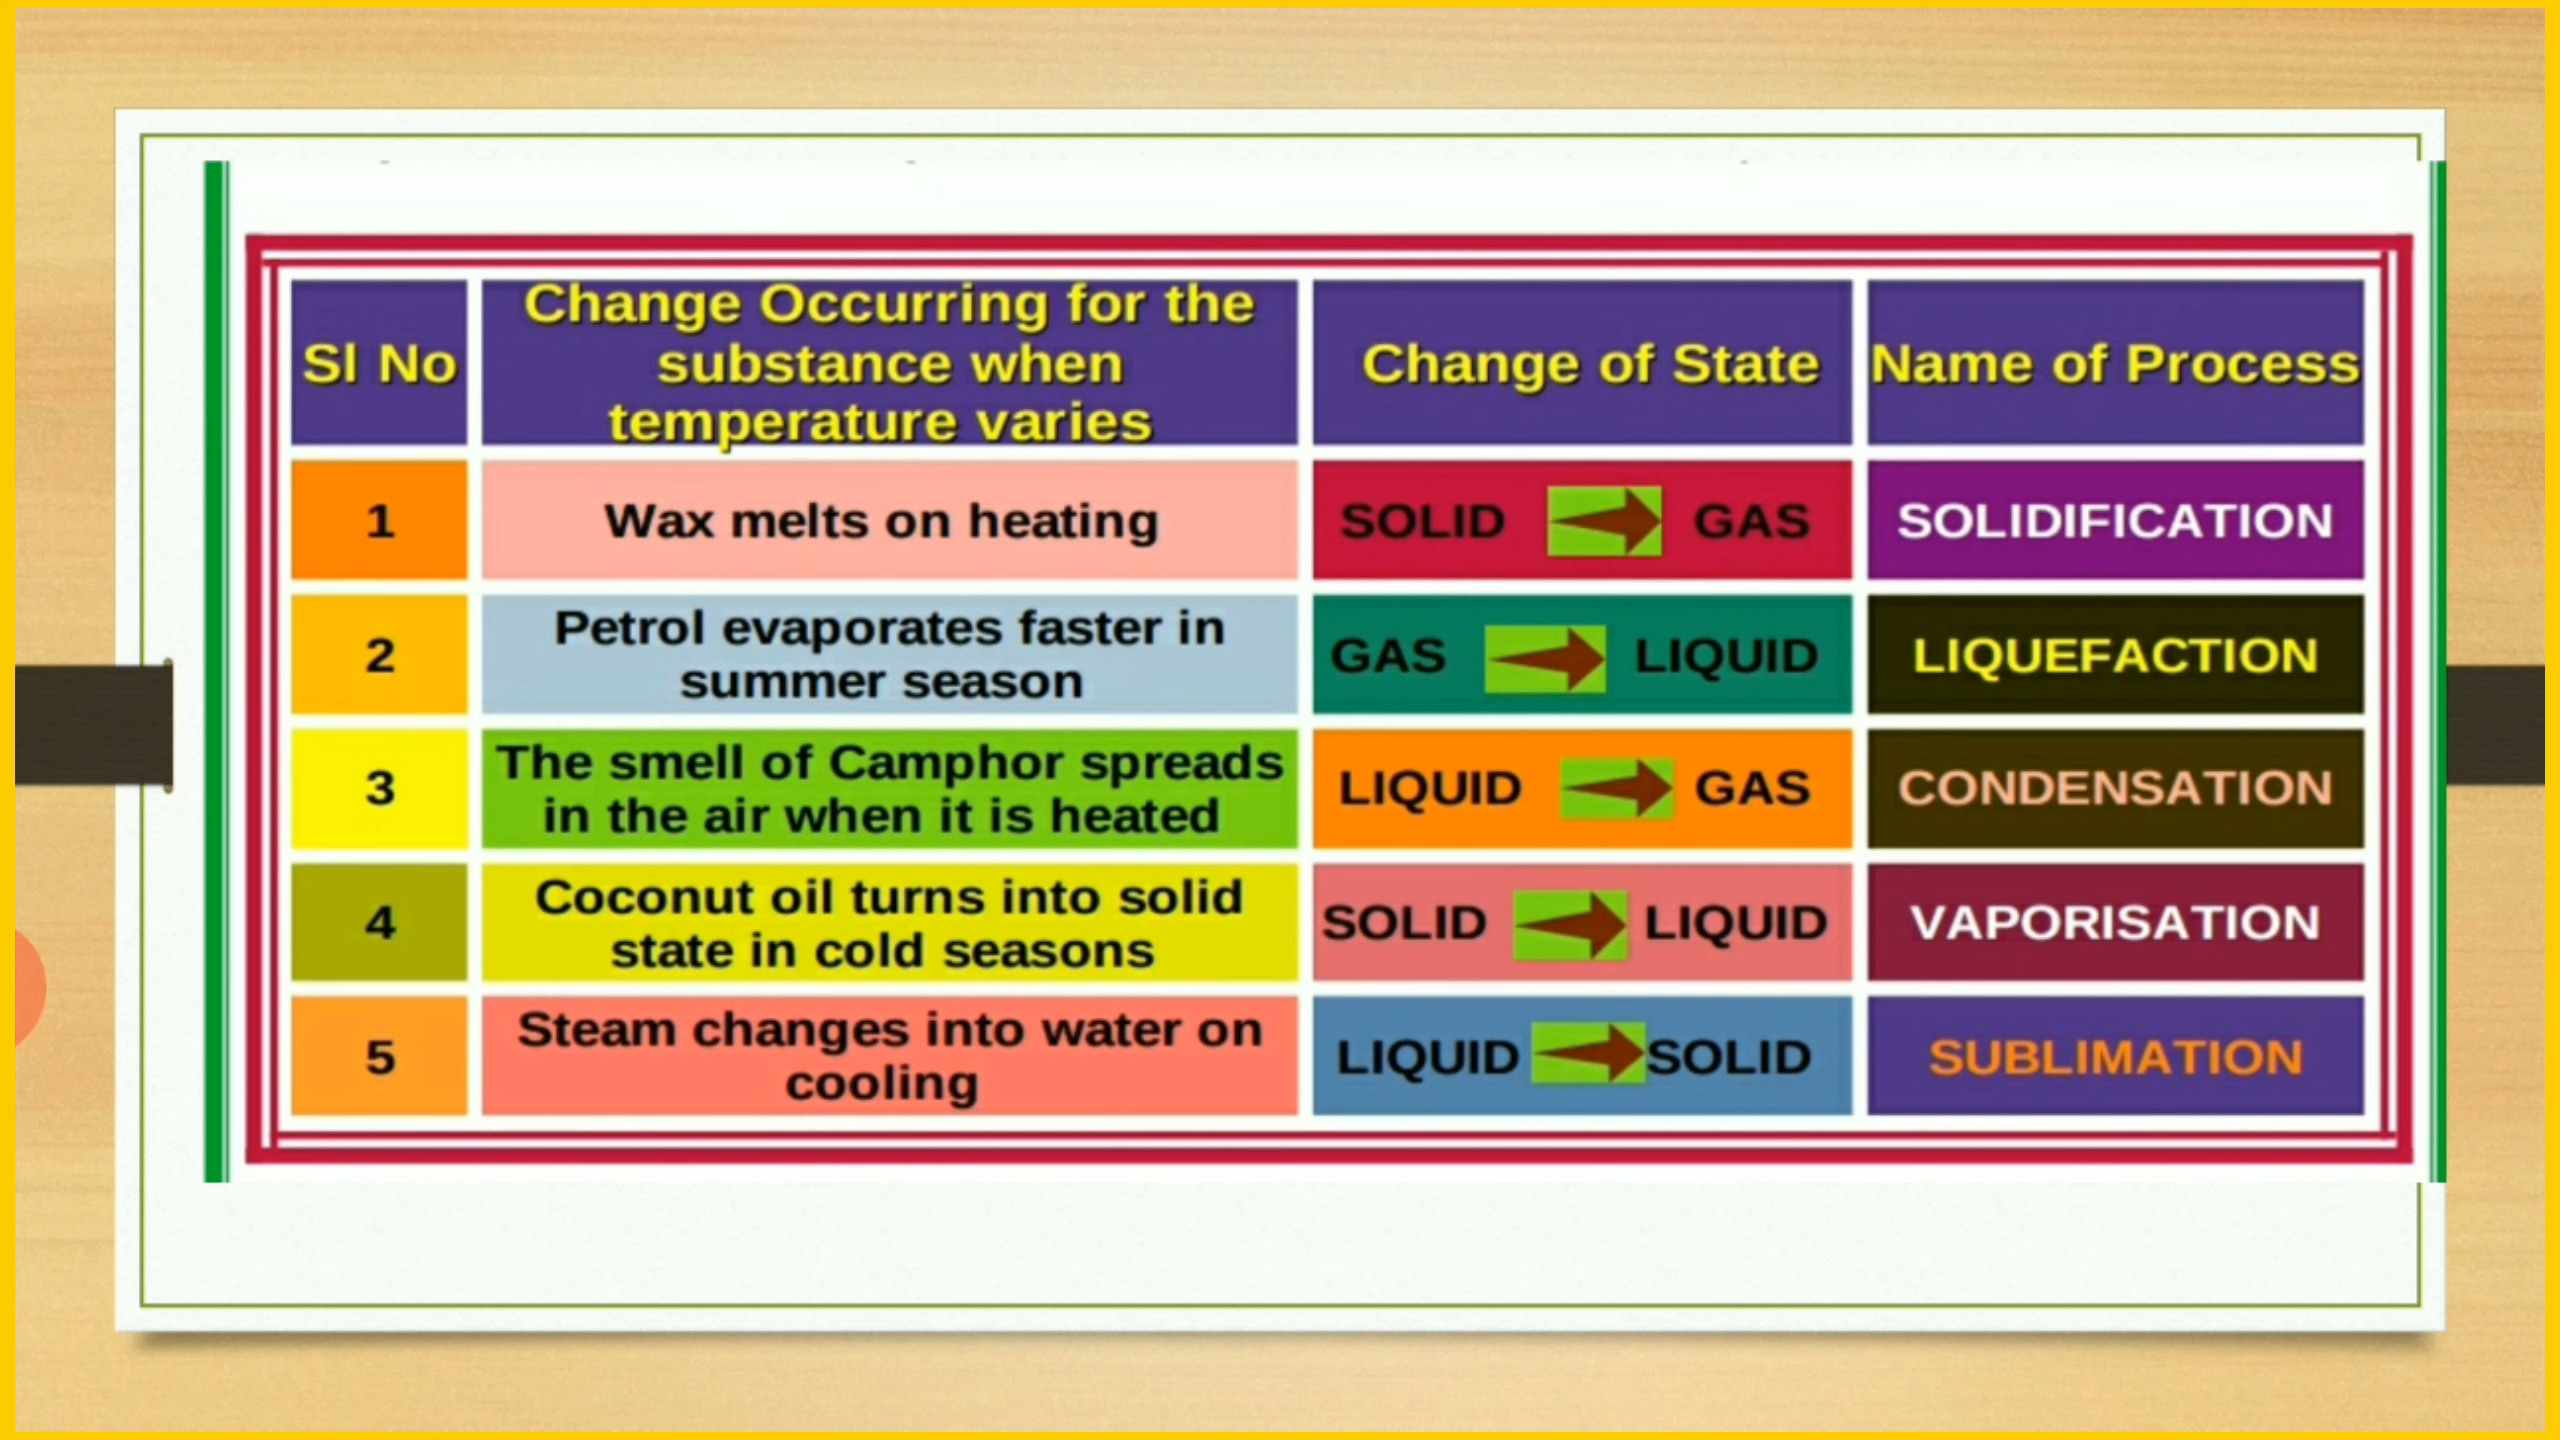 Sl No
Change Occurring for the
substance when
temperature varies
Change of State
Name of Process
1
Wax melts on heating
SOLID GAS
SOLIDIFICATION
2
Petrol evaporates faster in
summer season
GAS LIQUID
LIQUEFACTION
3
The smell of Camphor spreads
in the air when it is heated
LIQUID GAS
CONDENSATION
4
Coconut oil turns into solid
state in cold seasons
SOLID LIQUID
VAPORISATION
5
Steam changes into water on
cooling
LIQUID SOLID
SUBLIMATION